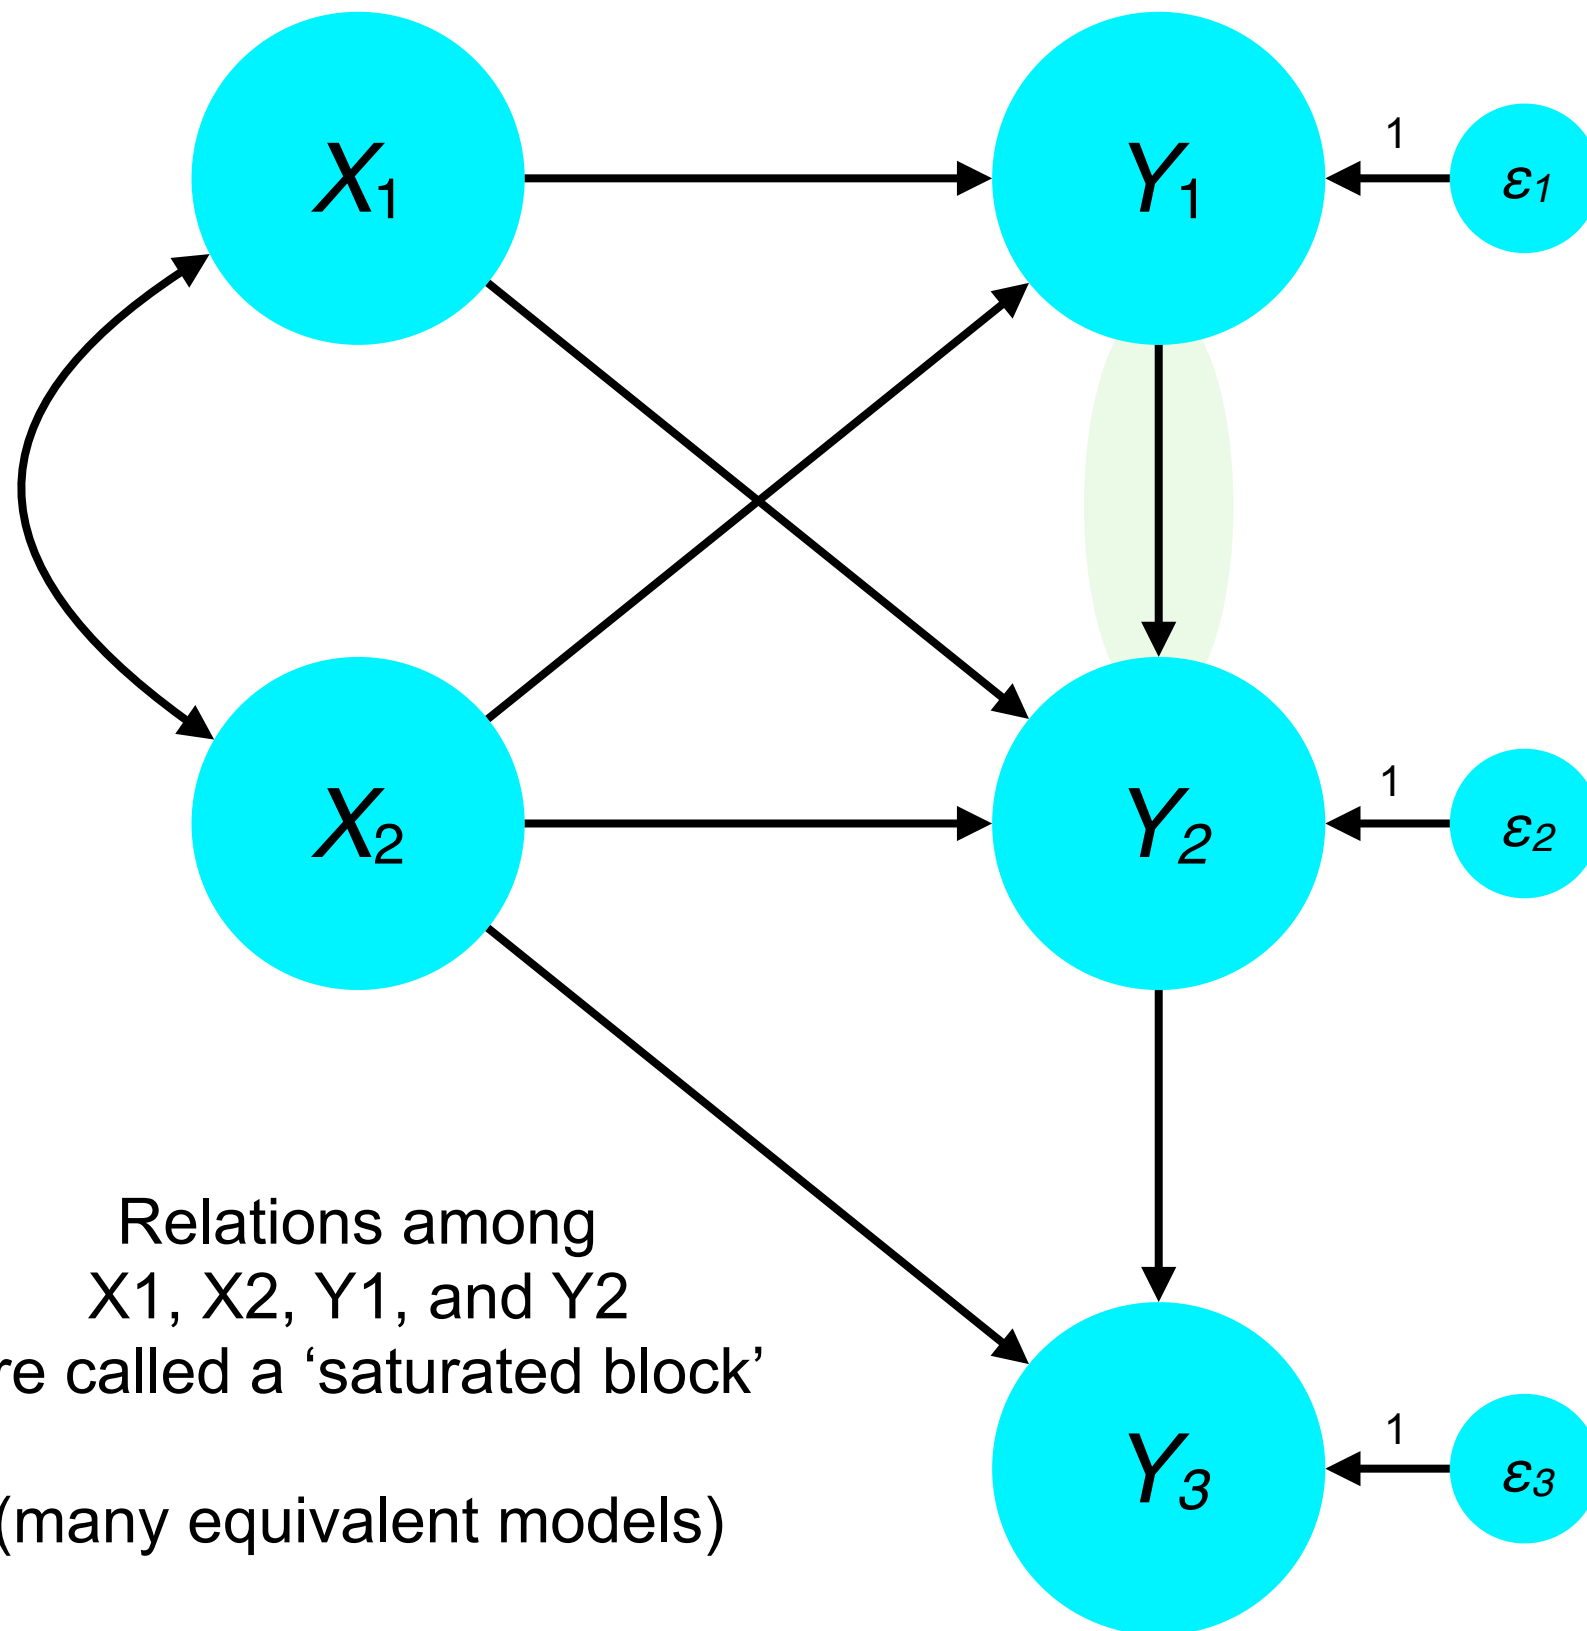 X1
Y1
1
ε1
X2
Y2
1
ε2
Relations among
X1, X2, Y1, and Y2
re called a ‘saturated block’
(many equivalent models)
Y3
1
ε3